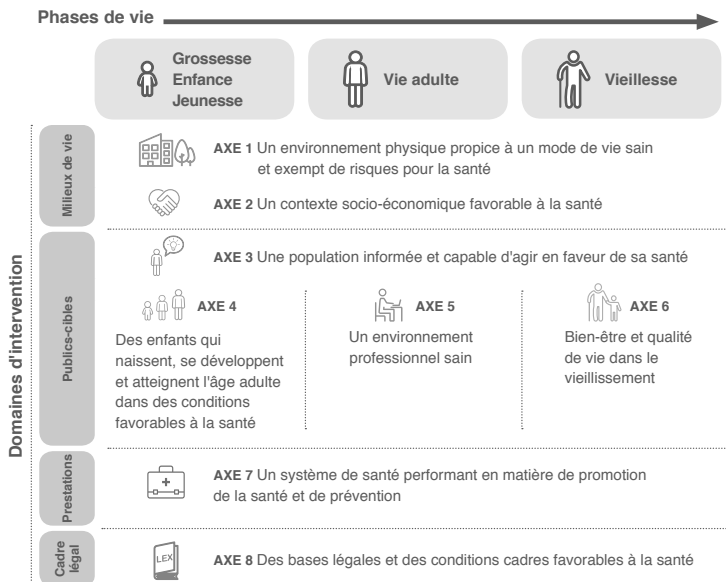 Phases de vie
Grossesse
Enfance
Jeunesse
Vie adulte
Vieillesse
Domaines d'intervention
Milieux de vie
AXE 1 Un environnement physique propice à un mode de vie sain
et exempt de risques pour la santé
AXE 2 Un contexte socio-économique favorable à la santé
Publics-cibles
AXE 3 Une population informée et capable d'agir en faveur de sa santé
AXE 4
Des enfants qui
naissent, se développent
et atteignent l'âge adulte
dans des conditions
favorables à la santé
AXE 5
Un environnement
professionnel sain
AXE 6
Bien-être et qualité
de vie dans le
vieillissement
Prestations
AXE 7 Un système de santé performant en matière de promotion
de la santé et de prévention
Cadre
légal
LEX
AXE 8 Des bases légales et des conditions cadres favorables à la santé